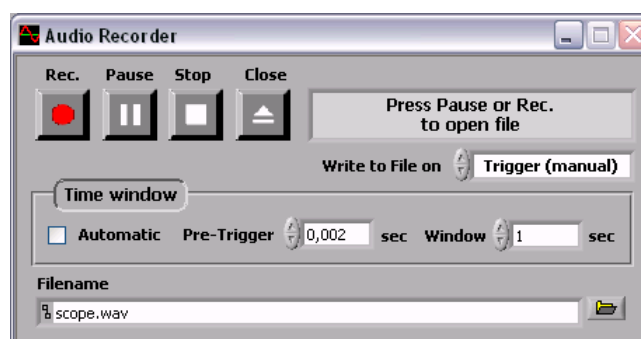 Audio Recorder
Rec. Pause Stop Close
Press Pause or Rec.
to open file
Write to File on Trigger (manual)
Time window
Automatic Pre-Trigger 0,002 sec Window 1 sec
Filename
scope.wav